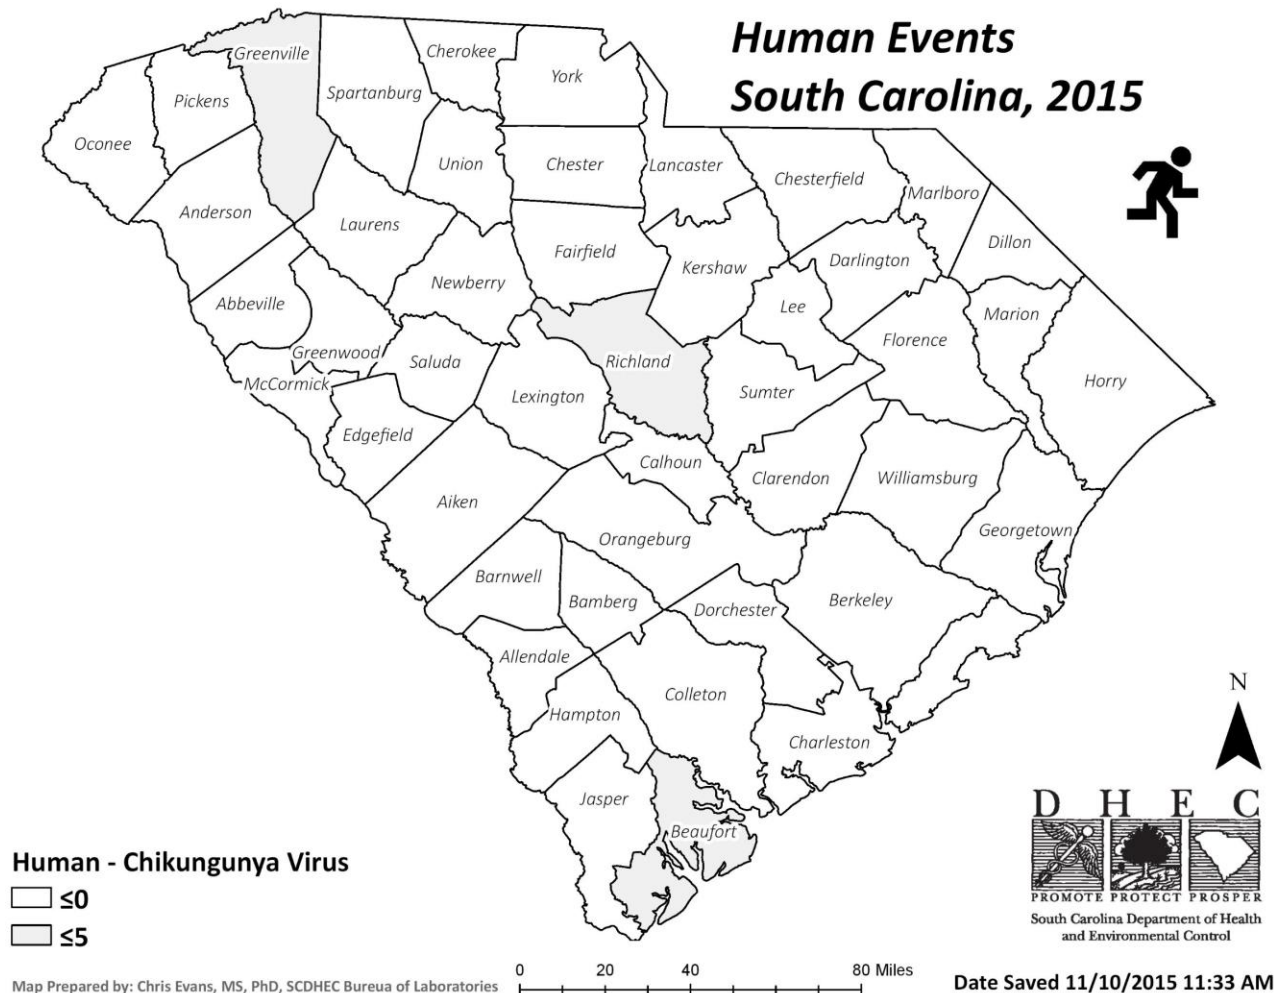 Human Events
South Carolina, 2015
Greenville
Cherokee
York
Pickens
Spartanburg
Oconee
Union
Chester
Lancaster
Chesterfield
Marlboro
Anderson
Laurens
Fairfield
Dillon
Kershaw
Darlington
Newberry
Abbeville
Lee
Marion
Greenwood
Saluda
Richland
Florence
McCormick
Lexington
Sumter
Horry
Edgefield
Calhoun
Clarendon
Williamsburg
Aiken
Orangeburg
Georgetown
Barnwell
Bamberg
Dorchester
Berkeley
Allendale
Colleton
Hampton
Charleston
Jasper
Beaufort
N
DHEC
PROMOTE PROTECT PROSPER
South Carolina Department of Health
and Environmental Control
Human - Chikungunya Virus
≤0
≤5
Map Prepared by: Chris Evans, MS, PhD, SCDHEC Bureua of Laboratories
0 20 40 80 Miles
Date Saved 11/10/2015 11:33 AM